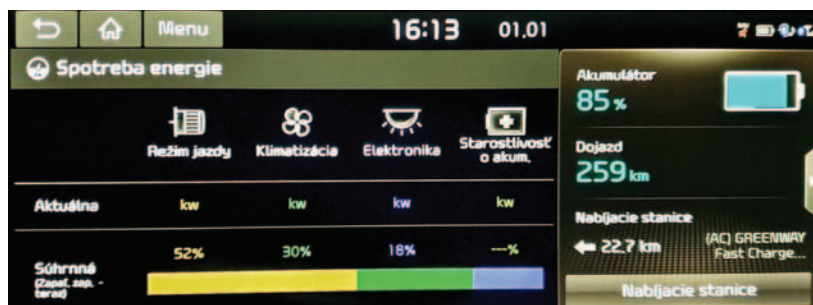 Menu 16:13 01.01
Spotreba energie
Režim jazdy Klimatizácia Elektronika Starostlivosť
o akum.
Aktuálna kw kw kw kw
52% 30% 18% ---%
Súhrnná
(Zapaľ. zap. -
teraz)
Akumulátor
85%
Dojazd
259 km
Nabíjacie stanice
22.7 km (AC) GREENWAY
Fast Charge...
Nabíjacie stanice